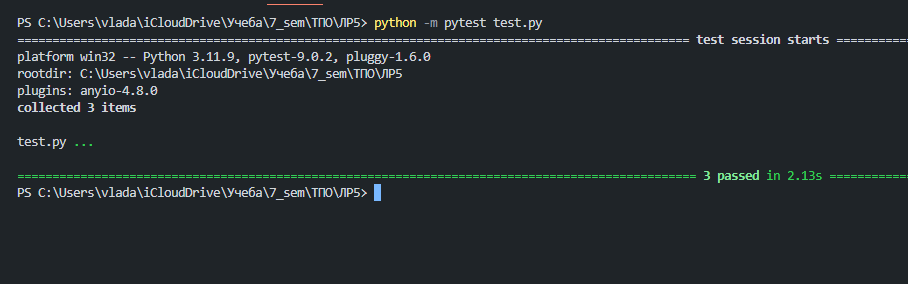 PS C:\Users\vlada\iCloudDrive\Учеба\7_sem\ТПО\ЛР5> python -m pytest test.py
================================================================================================ test session starts ===========
platform win32 -- Python 3.11.9, pytest-9.0.2, pluggy-1.6.0
rootdir: C:\Users\vlada\iCloudDrive\Учеба\7_sem\ТПО\ЛР5
plugins: anyio-4.8.0
collected 3 items
test.py ...
================================================================================================= 3 passed in 2.13s ============
PS C:\Users\vlada\iCloudDrive\Учеба\7_sem\ТПО\ЛР5>